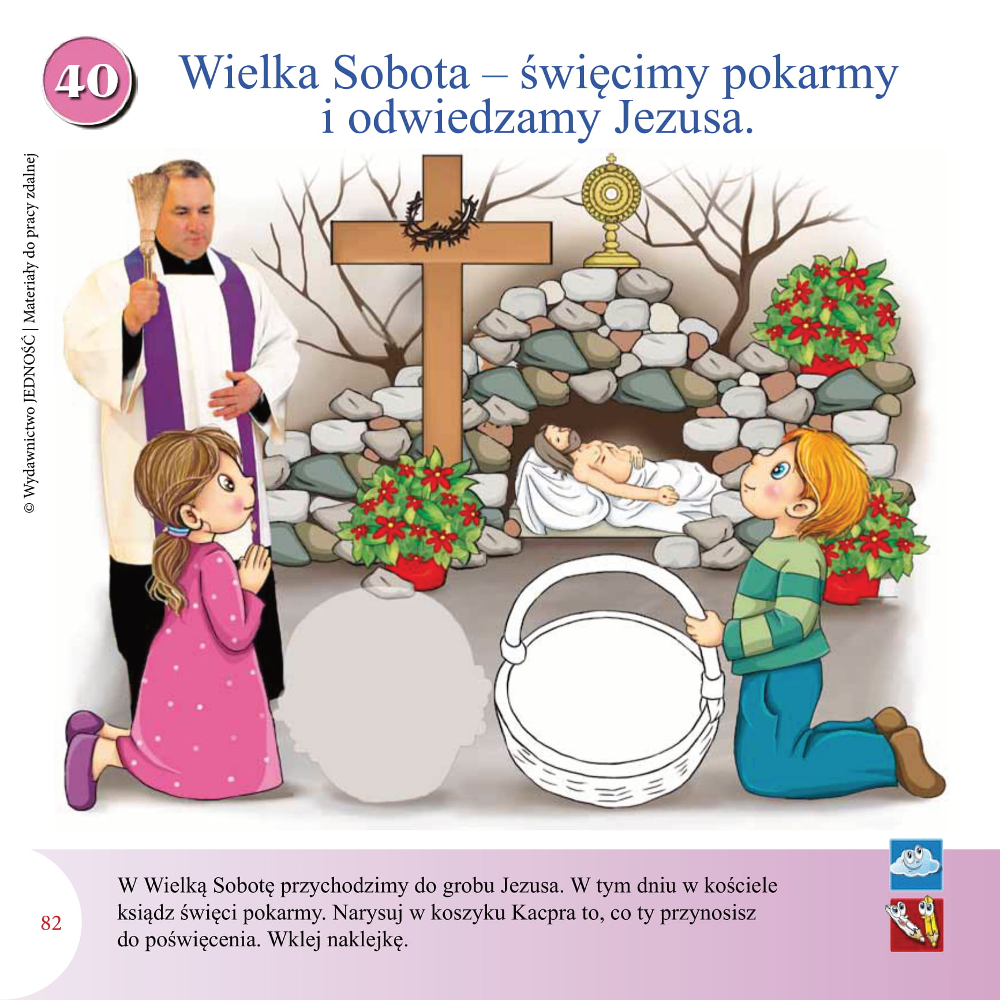 40
Wielka Sobota – święcimy pokarmy
i odwiedzamy Jezusa.
© Wydawnictwo JEDNOŚĆ | Materiały do pracy zdalnej
W Wielką Sobotę przychodzimy do grobu Jezusa. W tym dniu w kościele
ksiądz święci pokarmy. Narysuj w koszyku Kacpra to, co ty przynosisz
do poświęcenia. Wklej naklejkę.
82